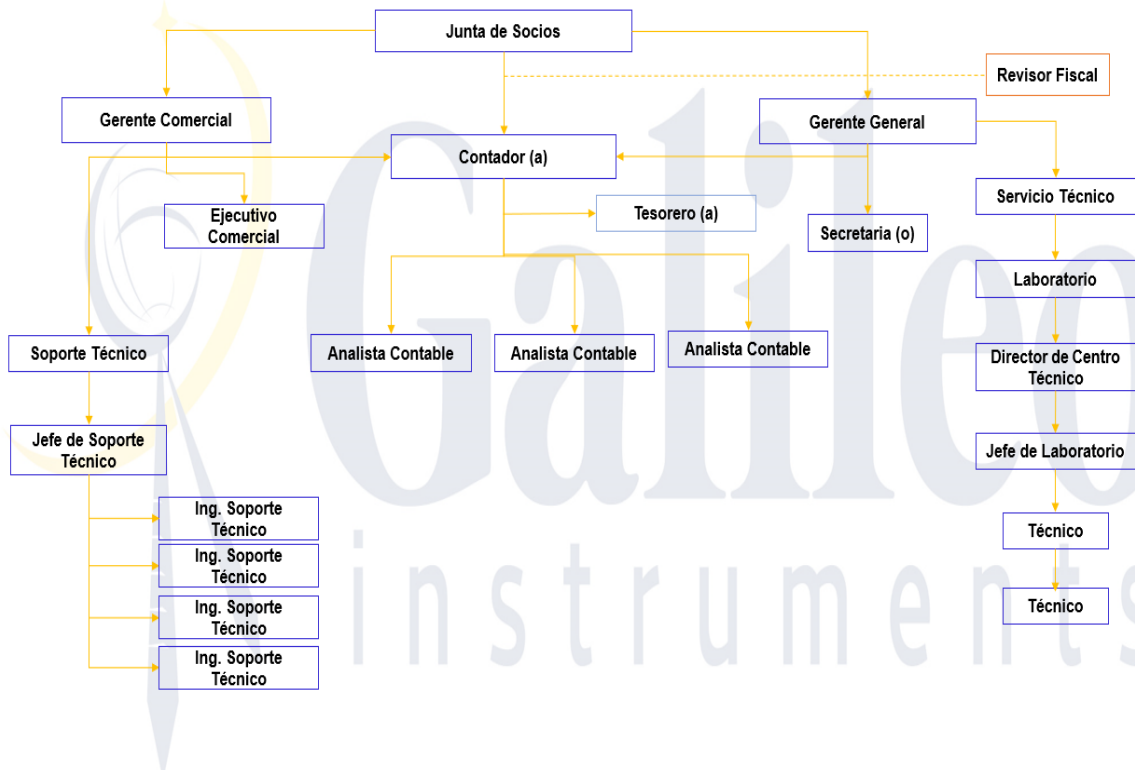 Junta de Socios
Revisor Fiscal
Gerente Comercial
Gerente General
Contador (a)
Servicio Técnico
Ejecutivo
Comercial
Tesorero (a)
Secretaria (o)
Laboratorio
Soporte Técnico
Analista Contable
Analista Contable
Analista Contable
Director de Centro
Técnico
Jefe de Soporte
Técnico
Jefe de Laboratorio
Ing. Soporte
Técnico
Ing. Soporte
Técnico
Ing. Soporte
Técnico
Ing. Soporte
Técnico
Técnico
Técnico
Galileo
instruments